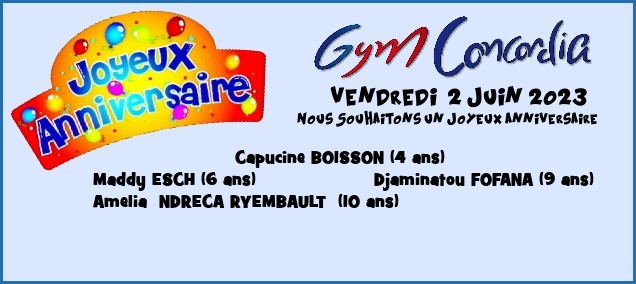 Joyeux
Anniversaire
Gym Concordia
VENDREDI 2 JUIN 2023
NOUS SOUHAITONS UN JOYEUX ANNIVERSAIRE
Capucine BOISSON (4 ans)
Maddy ESCH (6 ans) Djaminatou FOFANA (9 ans)
Amelia NDRECA RYEMBAULT (10 ans)